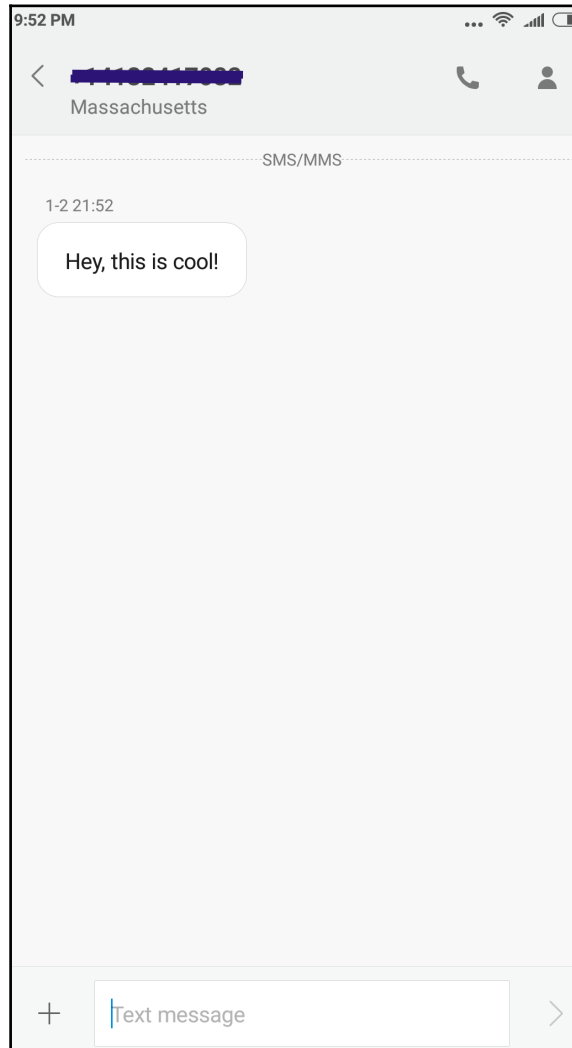 9:52 PM
Massachusetts
SMS/MMS
1-2 21:52
Hey, this is cool!
Text message